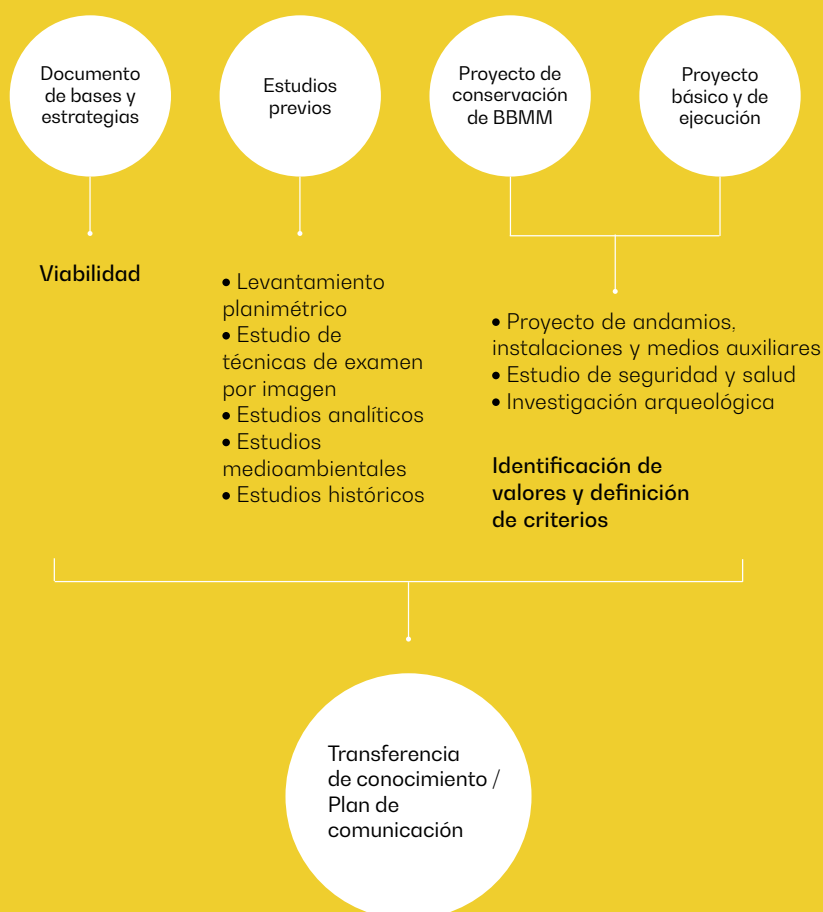 Documento
de bases y
estrategias
Estudios
previos
Proyecto de
conservación
de BBMM
Proyecto
básico y de
ejecución
Viabilidad
• Levantamiento
planimétrico
• Estudio de
técnicas de examen
por imagen
• Estudios analíticos
• Estudios
medioambientales
• Estudios históricos
• Proyecto de andamios,
instalaciones y medios auxiliares
• Estudio de seguridad y salud
• Investigación arqueológica
Identificación de
valores y definición
de criterios
Transferencia
de conocimiento /
Plan de
comunicación